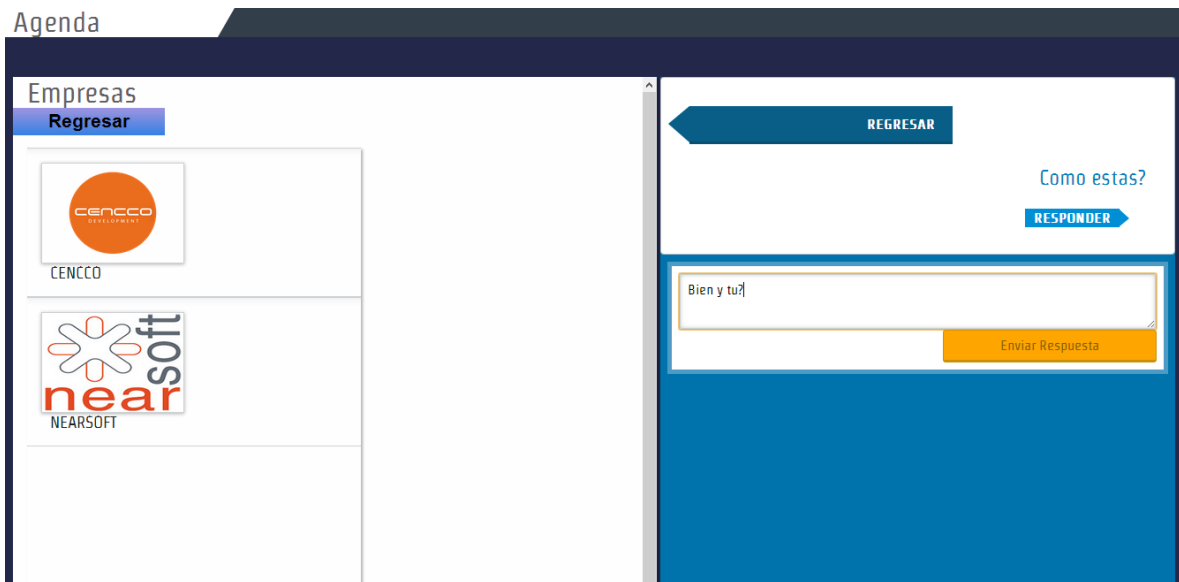 Agenda
Empresas
Regresar
CENCCO
DEVELOPMENT
CENCCO
near
soft
NEARSOFT
REGRESAR
Como estas?
RESPONDER
Bien y tu?
Enviar Respuesta